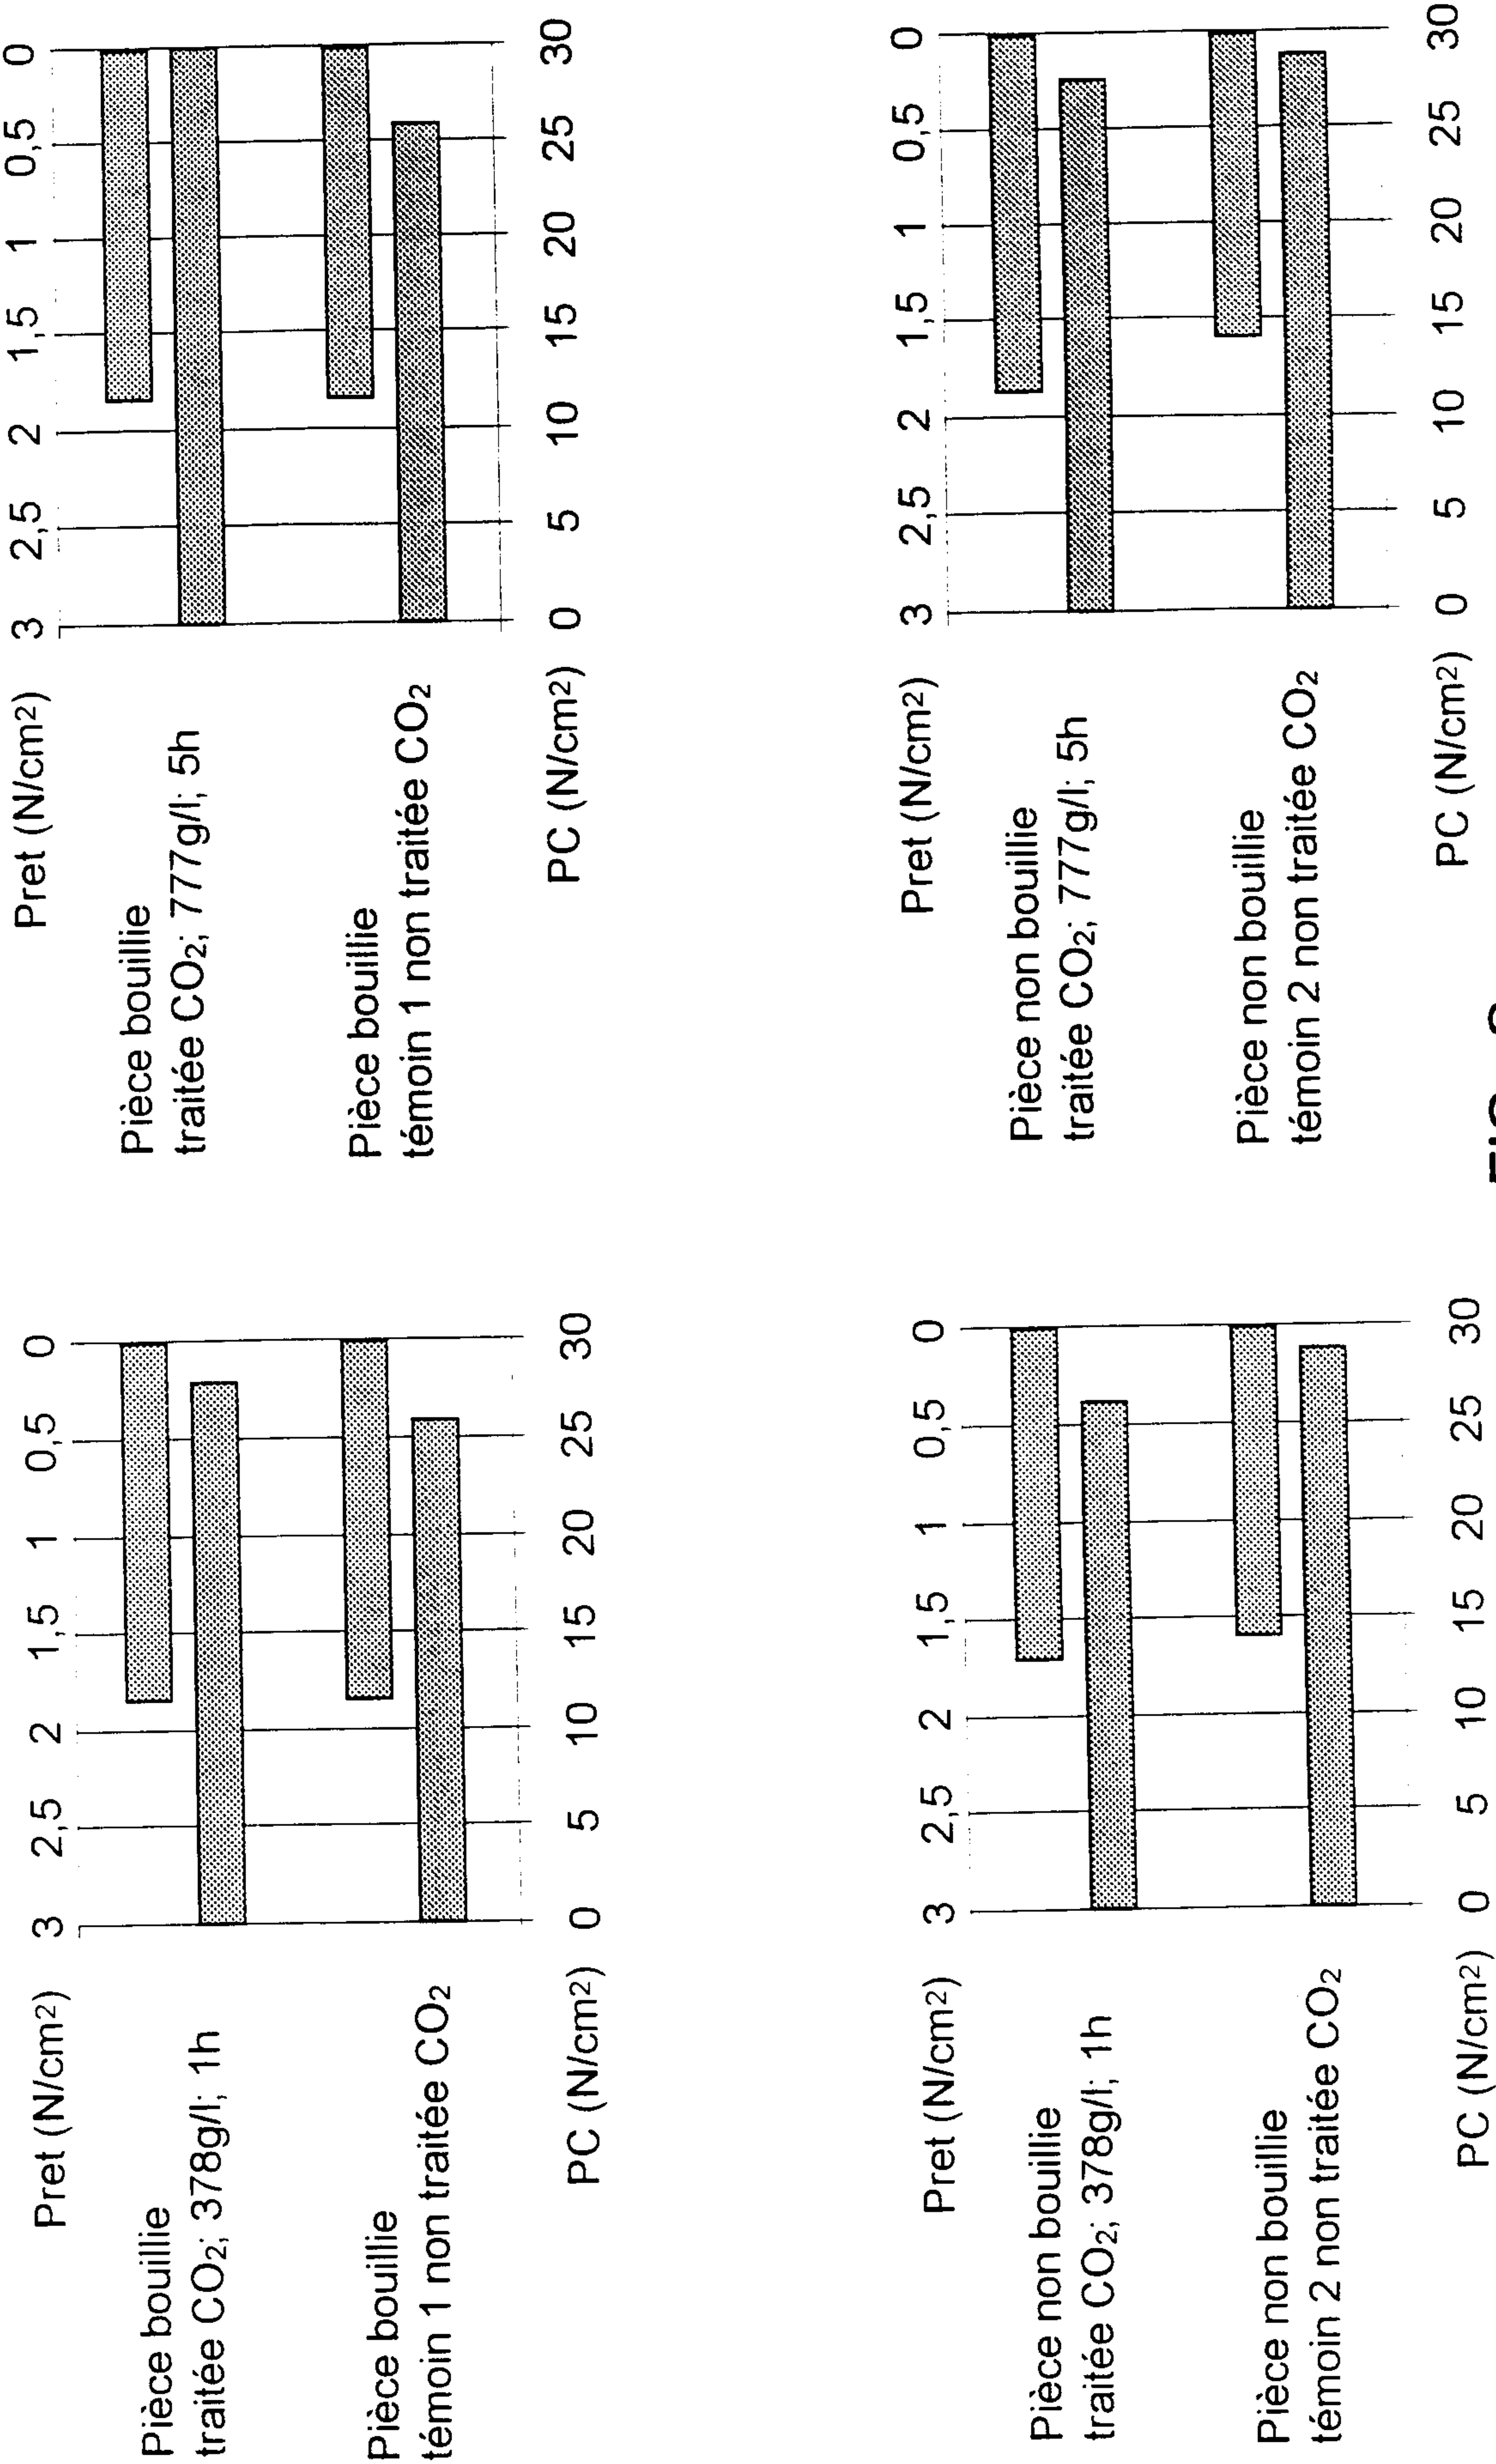 Pret (N/cm2) 3 2,5 2 1,5 1 0,5 0
Pièce bouillie
traitée CO2; 378g/l; 1h
Pièce bouillie
témoin 1 non traitée CO2
PC (N/cm2) 0 5 10 15 20 25 30
Pret (N/cm2) 3 2,5 2 1,5 1 0,5 0
Pièce bouillie
traitée CO2; 777g/l; 5h
Pièce bouillie
témoin 1 non traitée CO2
PC (N/cm2) 0 5 10 15 20 25 30
Pret (N/cm2) 3 2,5 2 1,5 1 0,5 0
Pièce non bouillie
traitée CO2; 378g/l; 1h
Pièce non bouillie
témoin 2 non traitée CO2
PC (N/cm2) 0 5 10 15 20 25 30
Pret (N/cm2) 3 2,5 2 1,5 1 0,5 0
Pièce non bouillie
traitée CO2; 777g/l; 5h
Pièce non bouillie
témoin 2 non traitée CO2
PC (N/cm2) 0 5 10 15 20 25 30
FIG.